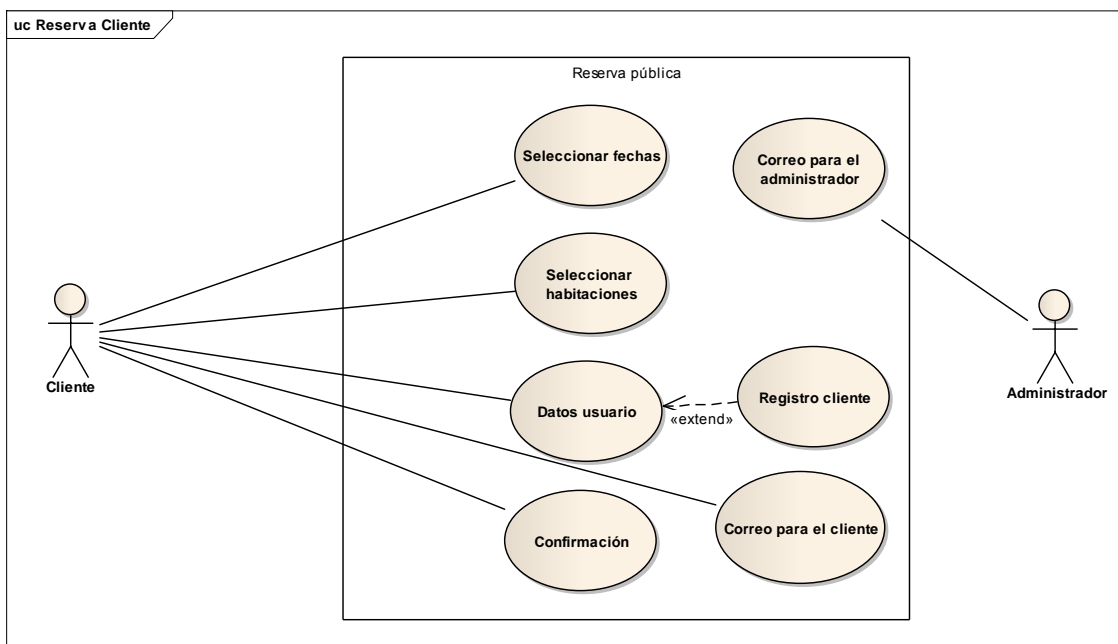 uc Reserva Cliente
Reserva pública
Seleccionar fechas
Correo para el
administrador
Seleccionar
habitaciones
Cliente
Administrador
Datos usuario
«extend»
Registro cliente
Confirmación
Correo para el cliente